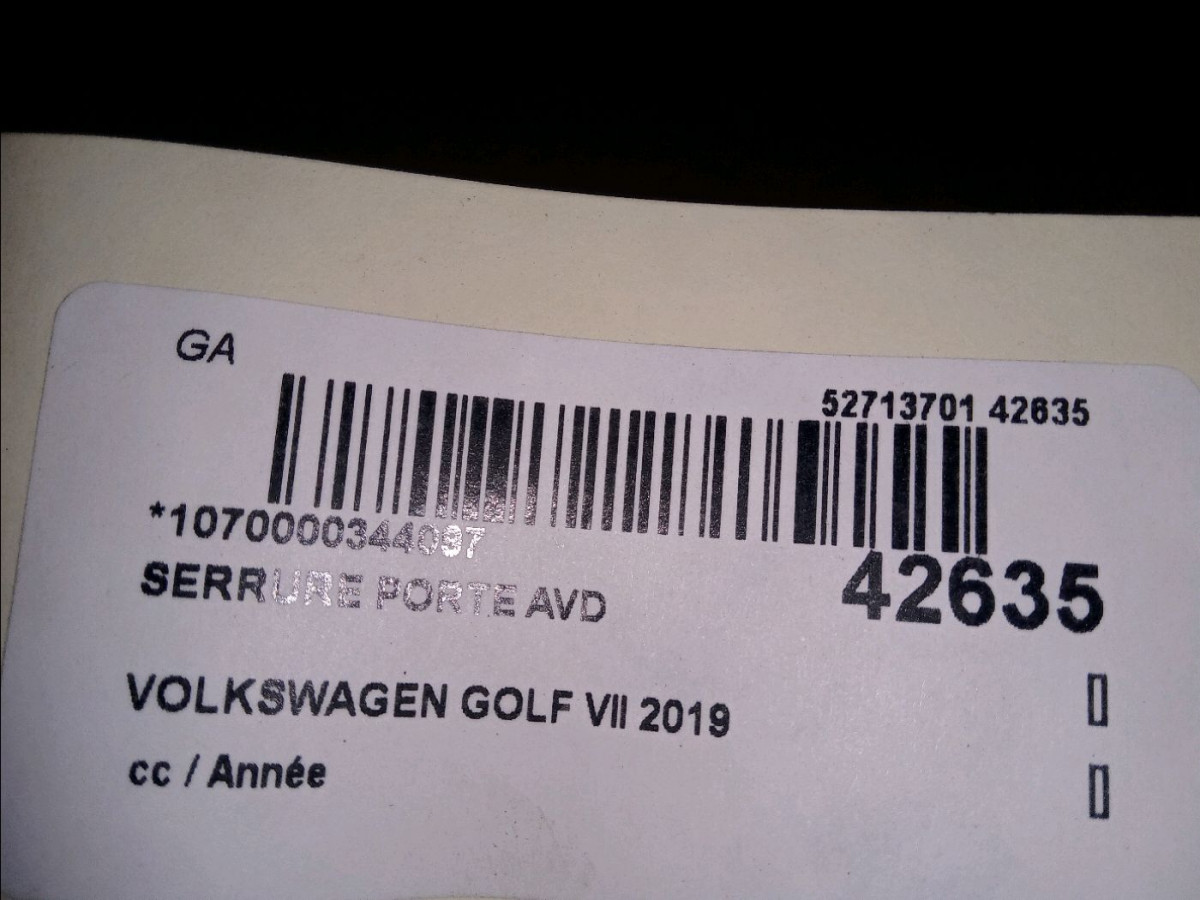 GA
52713701 42635
*1070000344097
42635
SERRURE PORTE AVD
VOLKSWAGEN GOLF VII 2019
cc / Année